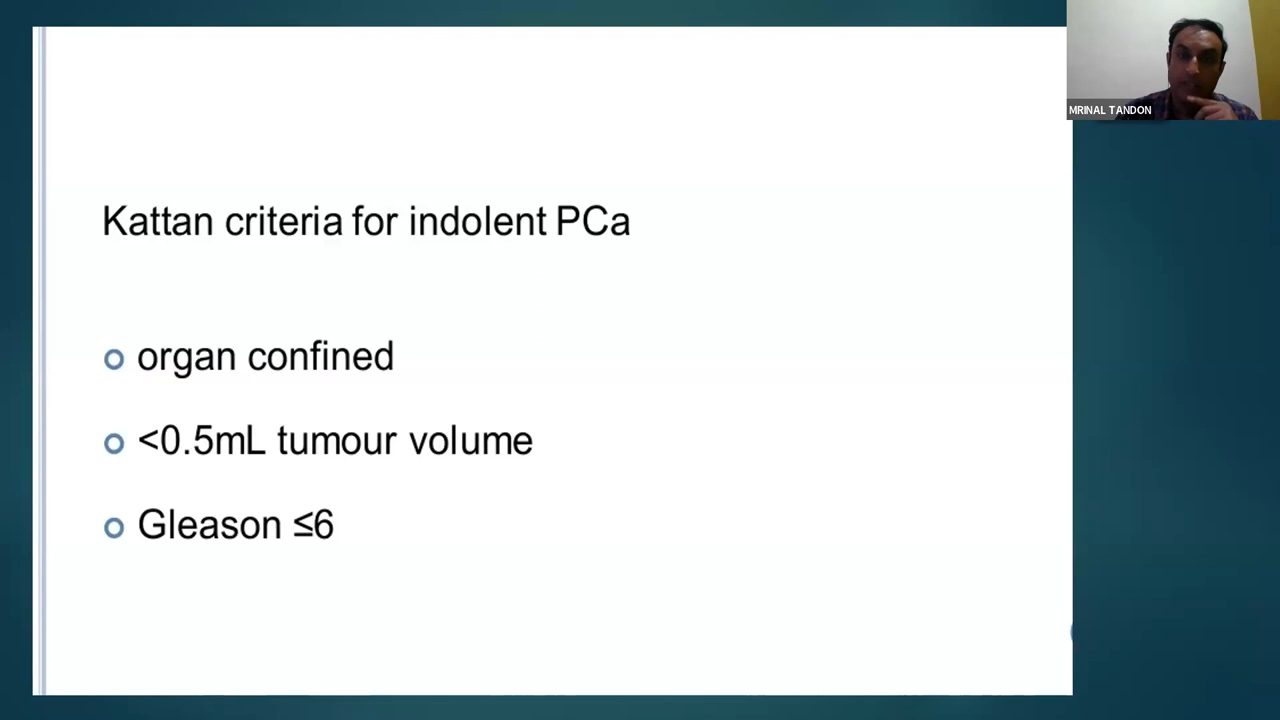 MRINAL TANDON
Kattan criteria for indolent PCa
organ confined
<0.5mL tumour volume
Gleason ≤6